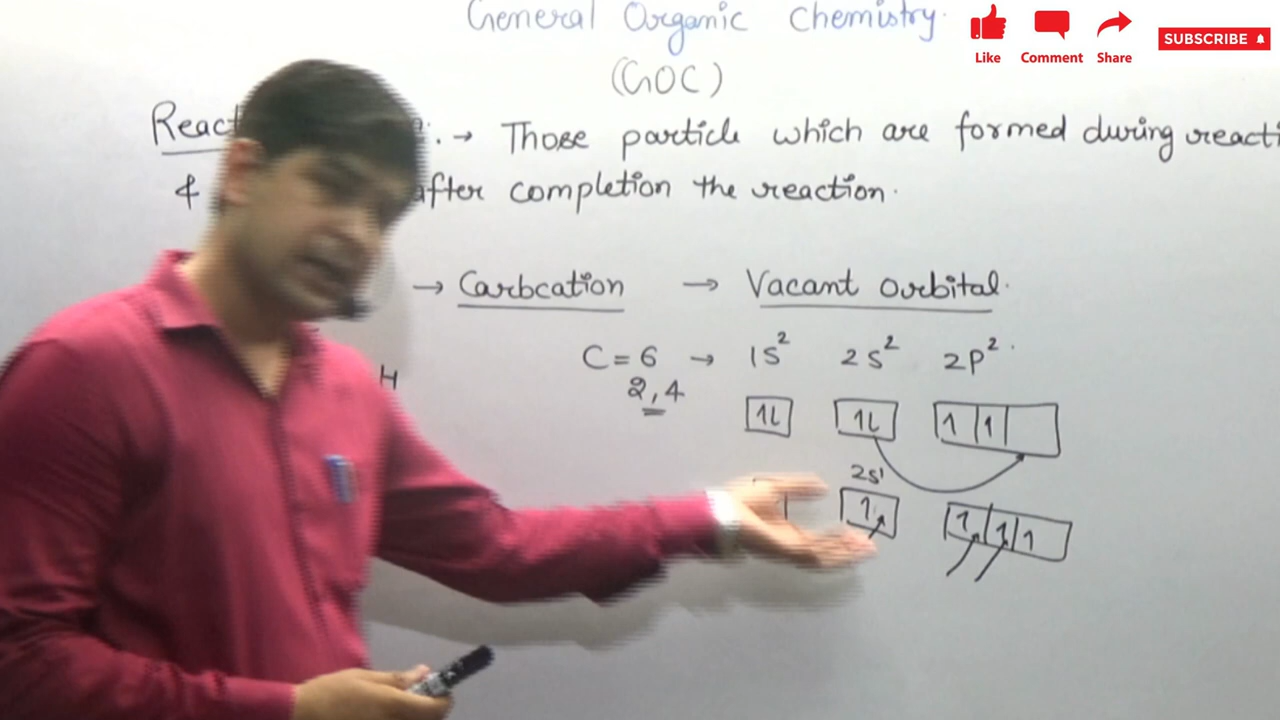 General Organic Chemistry.
(GOC)
→ Those particle which are formed during
& after completion the reaction.
→ Carbcation → Vacant orbital.
C = 6 → 1s² 2s² 2p².
2,4
H
1L 1L 1 1
2s¹
1 1 1 1
Like Comment Share SUBSCRIBE